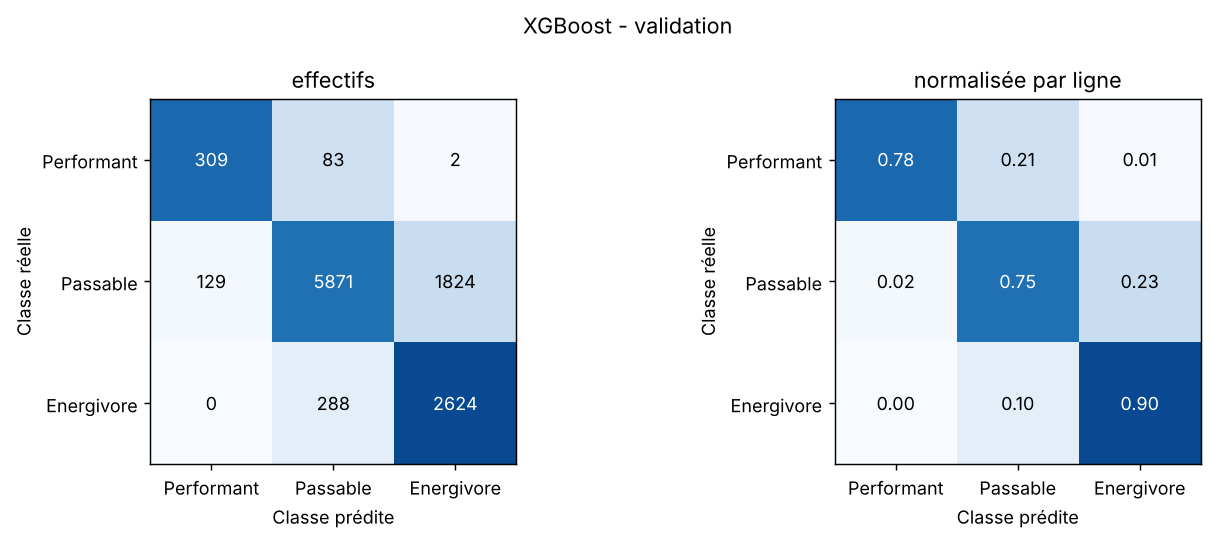 XGBoost - validation
effectifs
Classe réelle
Performant 309 83 2
Passable 129 5871 1824
Energivore 0 288 2624
Performant Passable Energivore
Classe prédite
normalisée par ligne
Classe réelle
Performant 0.78 0.21 0.01
Passable 0.02 0.75 0.23
Energivore 0.00 0.10 0.90
Performant Passable Energivore
Classe prédite